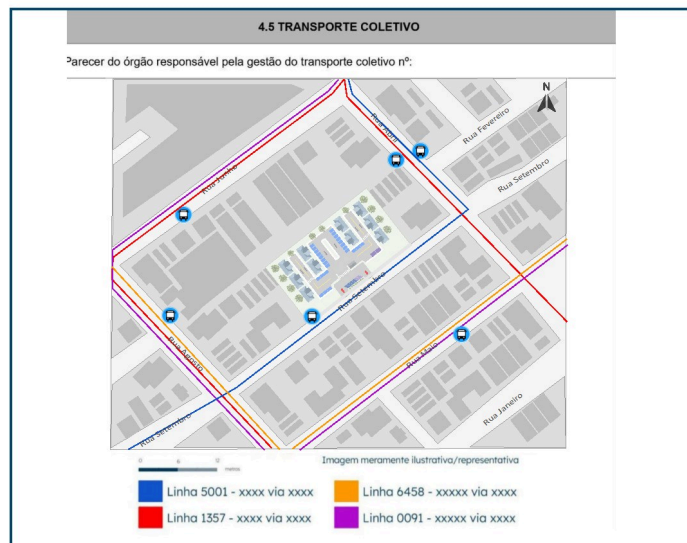 4.5 TRANSPORTE COLETIVO
Parecer do órgão responsável pela gestão do transporte coletivo nº:
N
Rua Abril
Rua Fevereiro
Rua Junho
Rua Setembro
Rua Setembro
Rua Agosto
Rua Maio
Rua Setembro
Rua Janeiro
metros
Imagem meramente ilustrativa/representativa
Linha 5001 - xxxx via xxxx
Linha 6458 - xxxxx via xxxx
Linha 1357 - xxxx via xxxx
Linha 0091 - xxxxx via xxxx